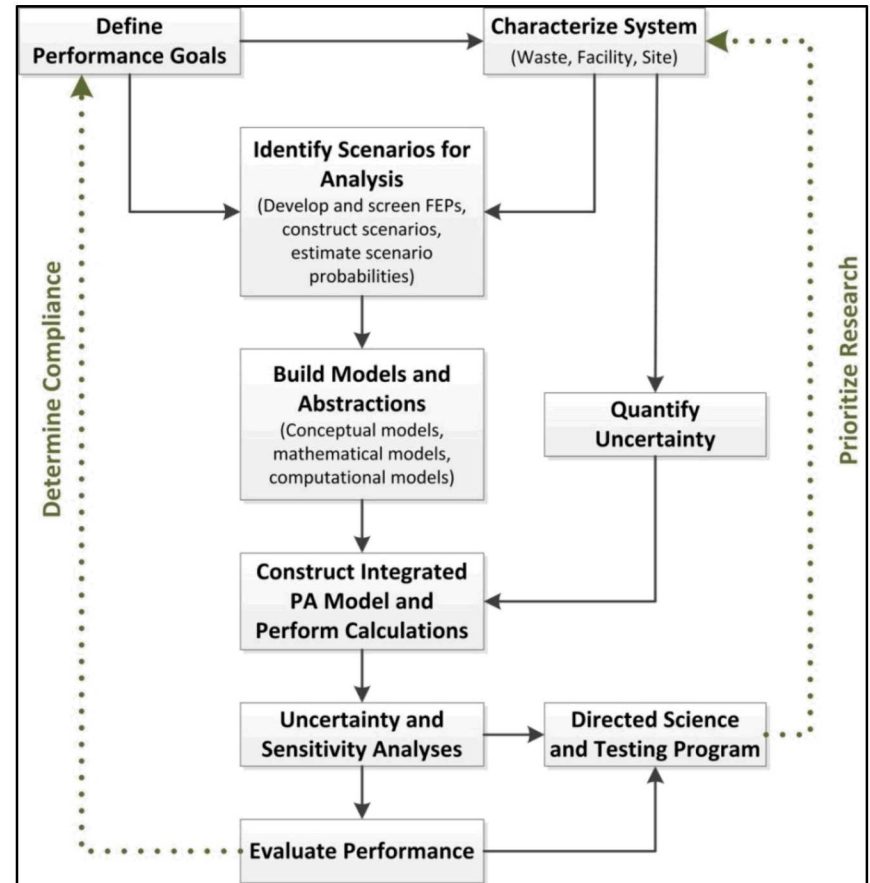 Define
Performance Goals
Characterize System
(Waste, Facility, Site)
Identify Scenarios for
Analysis
(Develop and screen FEPs,
construct scenarios,
estimate scenario
probabilities)
Determine Compliance
Prioritize Research
Build Models and
Abstractions
(Conceptual models,
mathematical models,
computational models)
Quantify
Uncertainty
Construct Integrated
PA Model and
Perform Calculations
Uncertainty and
Sensitivity Analyses
Directed Science
and Testing Program
Evaluate Performance